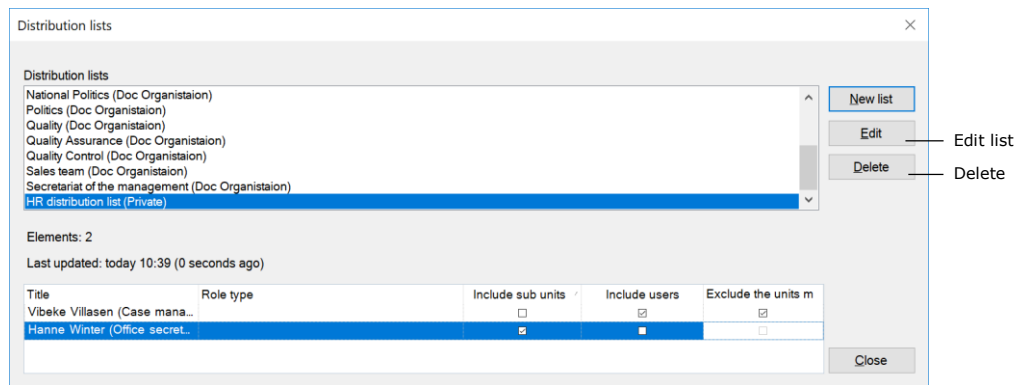 Distribution lists
Distribution lists
National Politics (Doc Organistaion)
Politics (Doc Organistaion)
Quality (Doc Organistaion)
Quality Assurance (Doc Organistaion)
Quality Control (Doc Organistaion)
Sales team (Doc Organistaion)
Secretariat of the management (Doc Organistaion)
HR distribution list (Private)
New list
Edit
Edit list
Delete
Delete
Elements: 2
Last updated: today 10:39 (0 seconds ago)
Title Role type Include sub units Include users Exclude the units m
Vibeke Villasen (Case mana...
Hanne Winter (Office secret...
Close